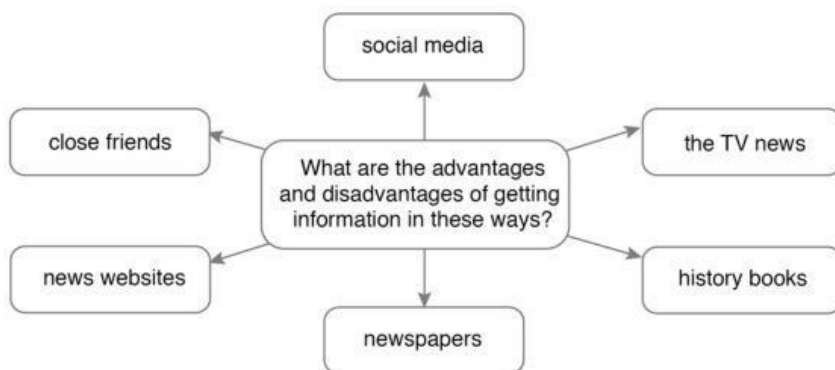 social media
close friends
the TV news
What are the advantages
and disadvantages of getting
information in these ways?
news websites
history books
newspapers